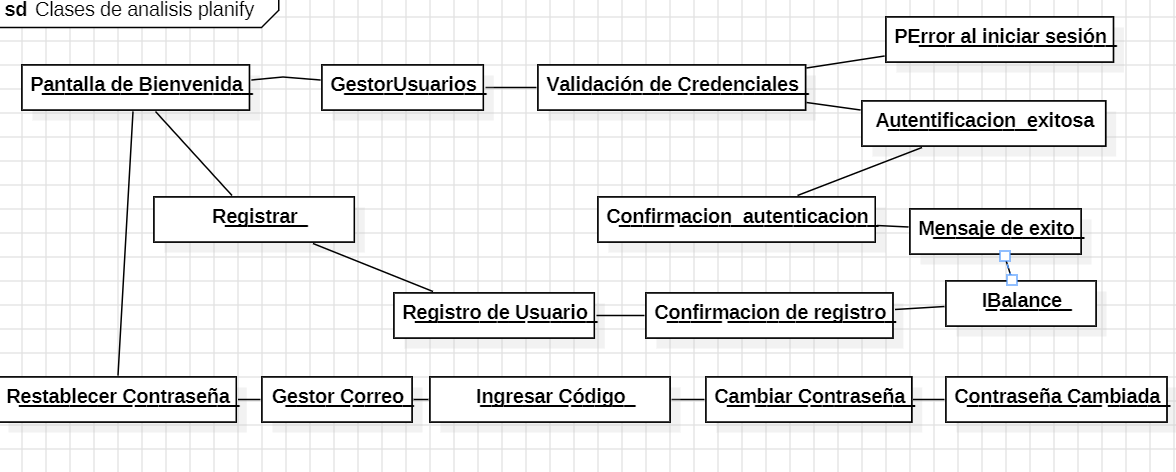 sd Clases de analisis planify
PError al iniciar sesión
Pantalla de Bienvenida
GestorUsuarios
Validación de Credenciales
Autentificacion exitosa
Registrar
Confirmacion autenticacion
Mensaje de exito
IBalance
Registro de Usuario
Confirmacion de registro
Restablecer Contraseña
Gestor Correo
Ingresar Código
Cambiar Contraseña
Contraseña Cambiada